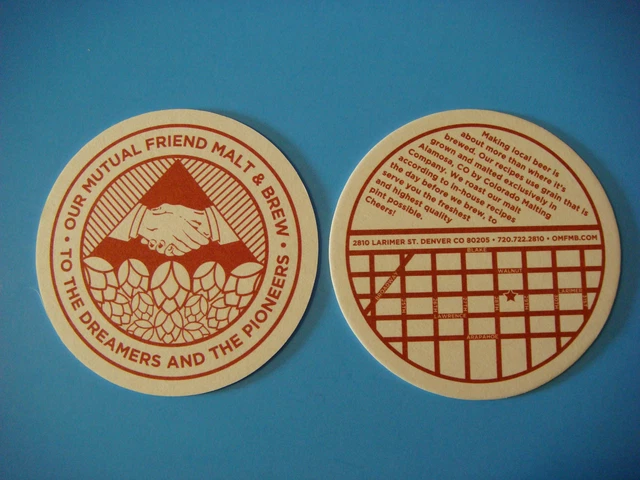 OUR MUTUAL FRIEND MALT & BREW
• TO THE DREAMERS AND THE PIONEERS •
Making local beer is
about more than where it's
brewed. Our recipes use grain that is
grown and malted exclusively in
Alamosa, CO by Colorado Malting
Company. We roast our malt
according to in-house recipes
the day before we brew, to
serve you the freshest
and highest quality
pint possible.
Cheers!
2810 LARIMER ST. DENVER CO 80205 • 720.722.2810 • OMFMB.COM
BLAKE
WALNUT
LARIMER
LAWRENCE
ARAPAHOE